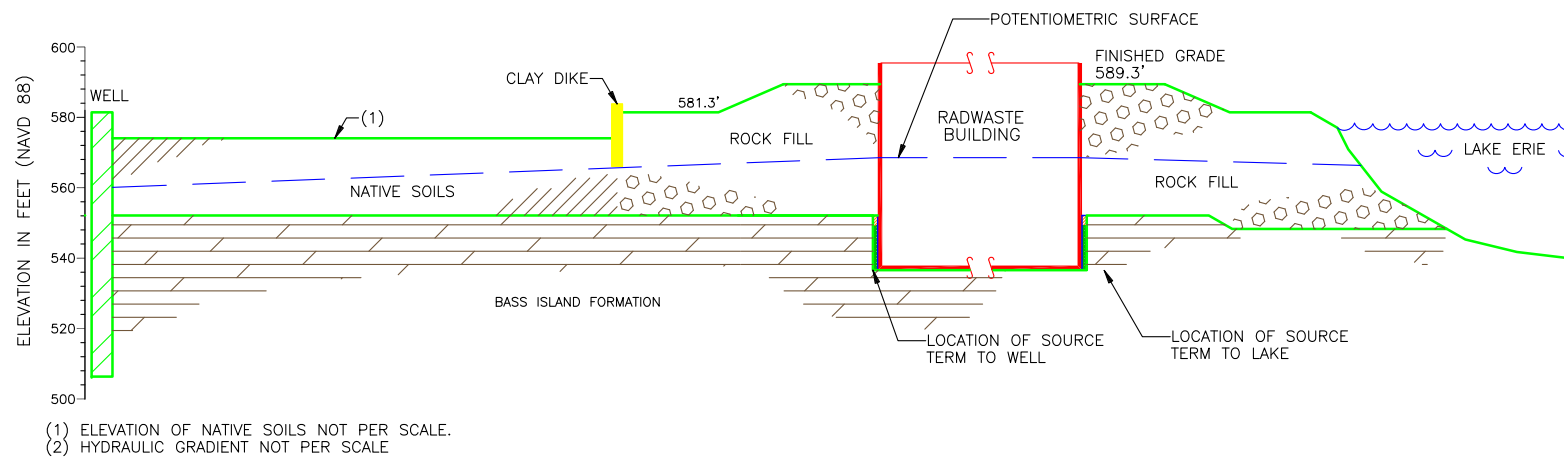 POTENTIOMETRIC SURFACE
600
FINISHED GRADE
589.3'
CLAY DIKE
WELL
581.3'
(1)
580
ROCK FILL
RADWASTE
BUILDING
LAKE ERIE
560
NATIVE SOILS
ROCK FILL
ELEVATION IN FEET (NAVD 88)
540
BASS ISLAND FORMATION
520
LOCATION OF SOURCE
TERM TO WELL
LOCATION OF SOURCE
TERM TO LAKE
500
(1) ELEVATION OF NATIVE SOILS NOT PER SCALE.
(2) HYDRAULIC GRADIENT NOT PER SCALE